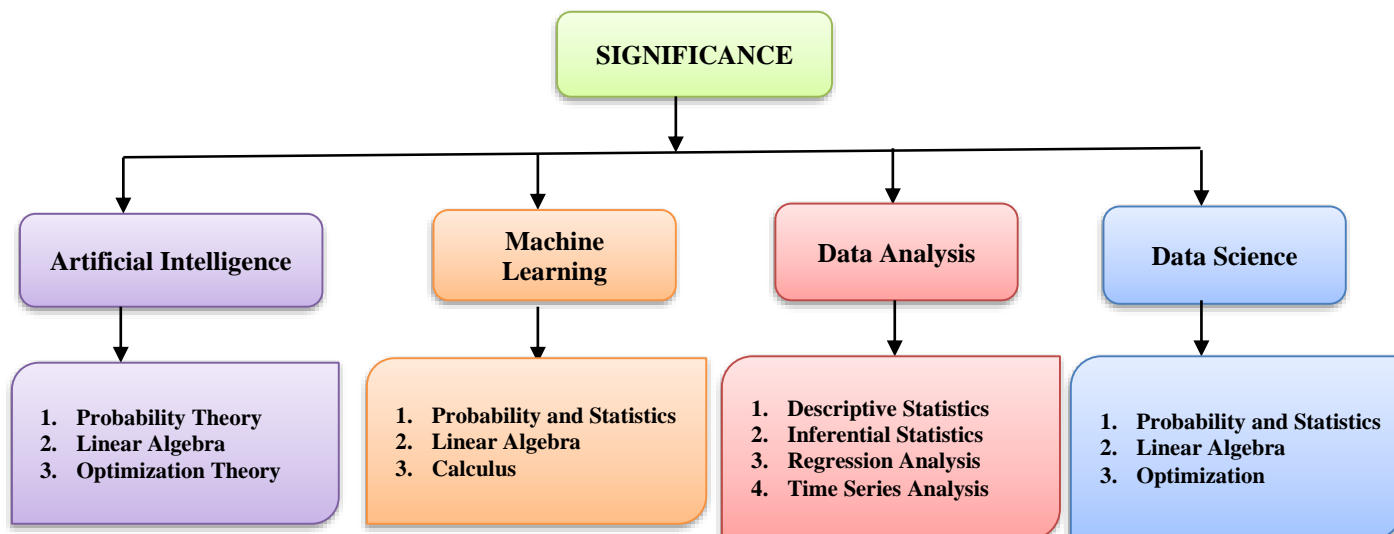 SIGNIFICANCE
Artificial Intelligence
Machine
Learning
Data Analysis
Data Science
1. Probability Theory
2. Linear Algebra
3. Optimization Theory
1. Probability and Statistics
2. Linear Algebra
3. Calculus
1. Descriptive Statistics
2. Inferential Statistics
3. Regression Analysis
4. Time Series Analysis
1. Probability and Statistics
2. Linear Algebra
3. Optimization